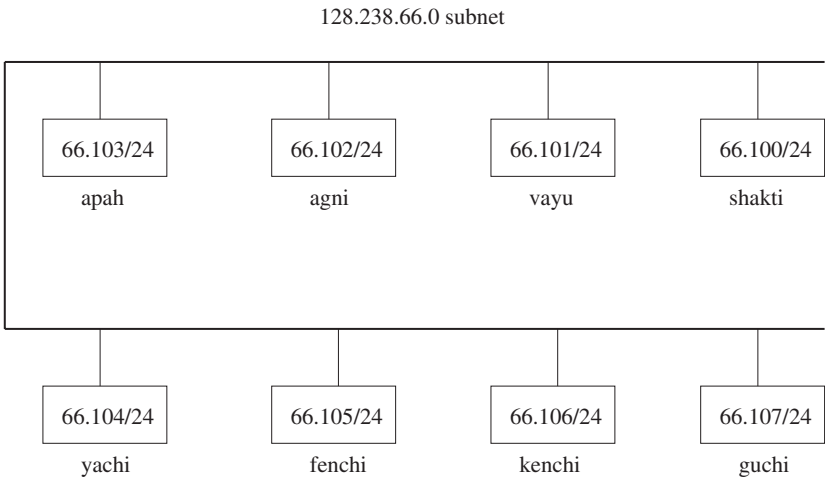 128.238.66.0 subnet
66.103/24 66.102/24 66.101/24 66.100/24
apah agni vayu shakti
66.104/24 66.105/24 66.106/24 66.107/24
yachi fenchi kenchi guchi